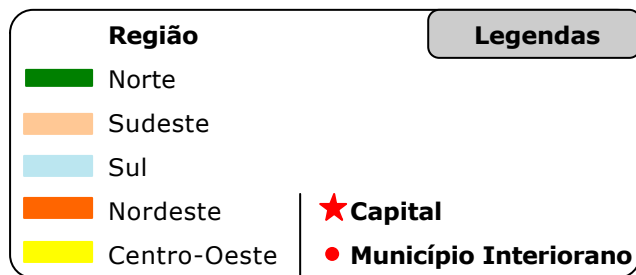 Região
Legendas
Norte
Sudeste
Sul
Nordeste
Capital
Centro-Oeste
Município Interiorano